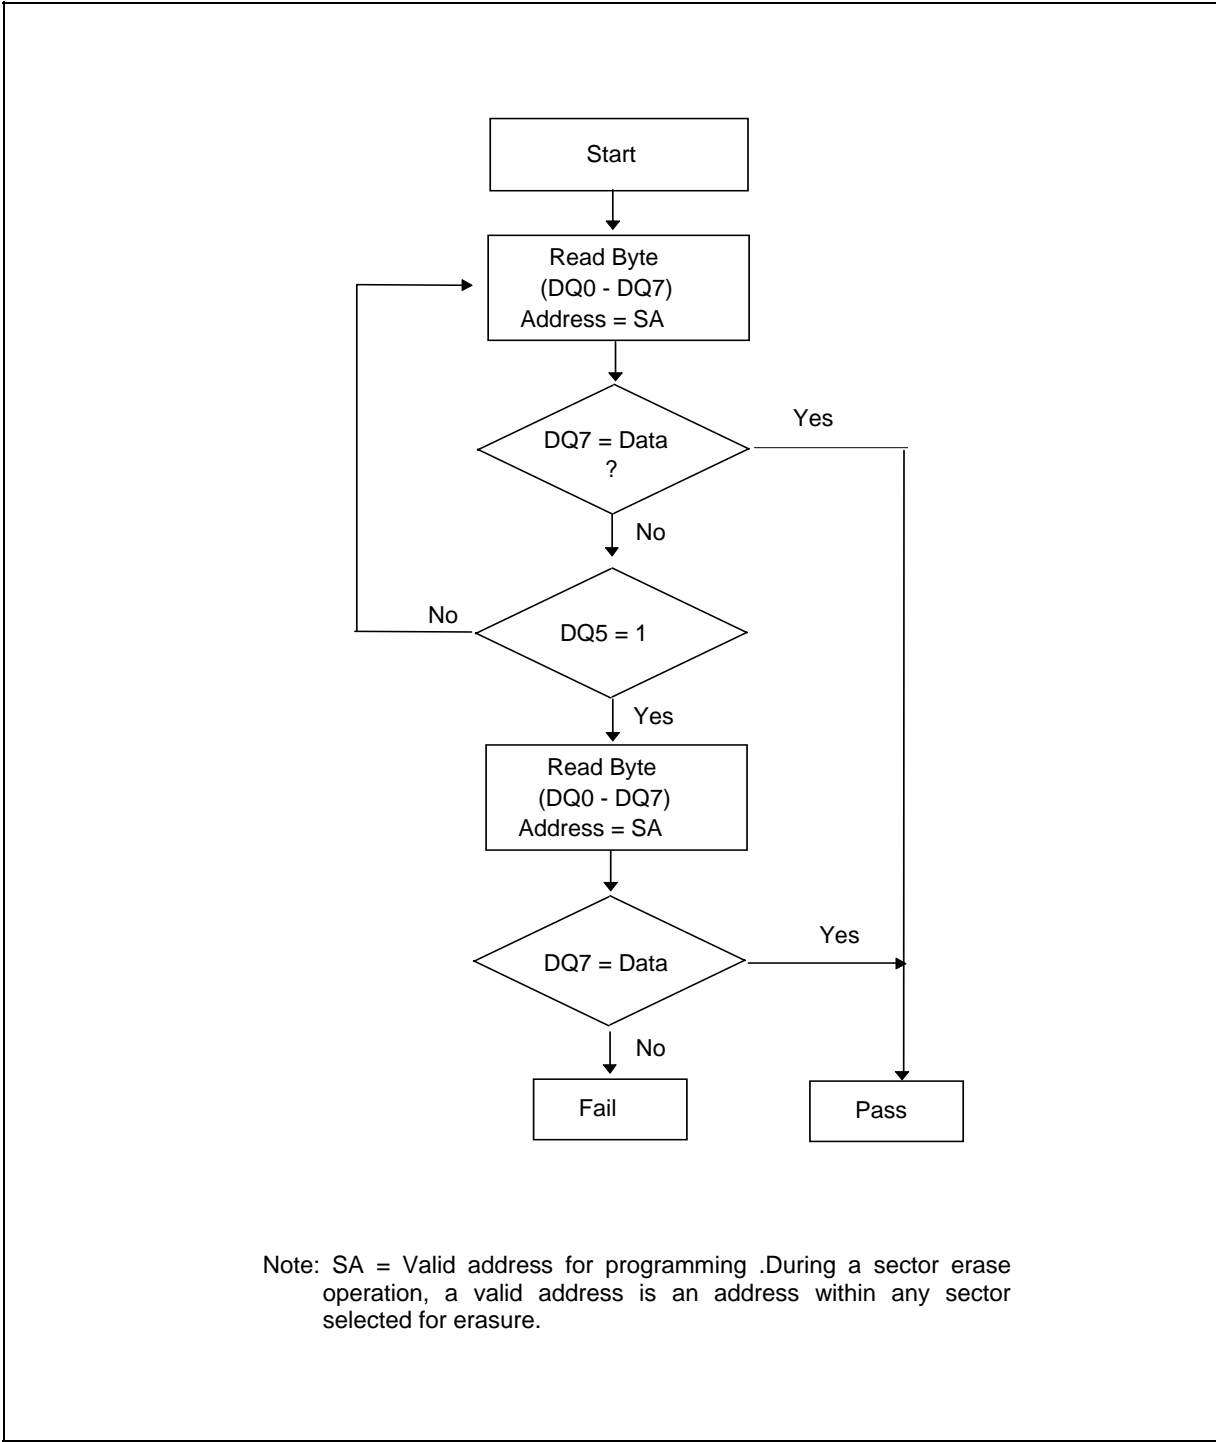 Start
Read Byte
(DQ0 - DQ7)
Address = SA
Yes
DQ7 = Data
?
No
No
DQ5 = 1
Yes
Read Byte
(DQ0 - DQ7)
Address = SA
Yes
DQ7 = Data
No
Fail
Pass
Note: SA = Valid address for programming .During a sector erase
operation, a valid address is an address within any sector
selected for erasure.